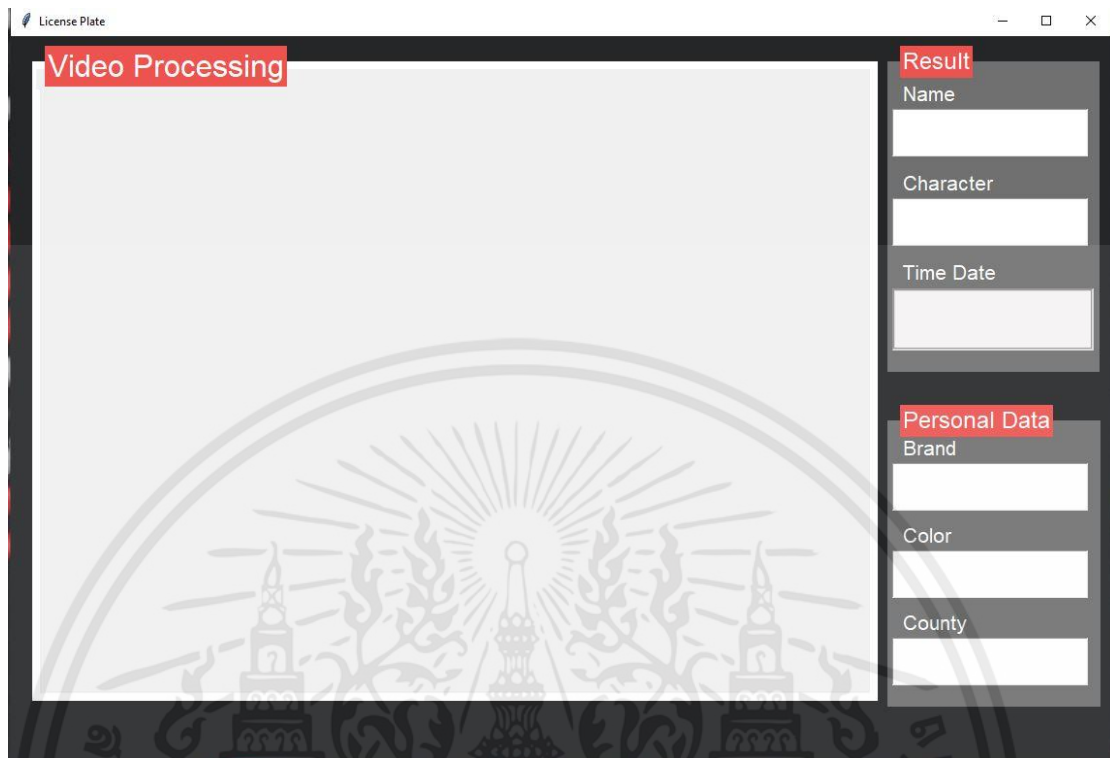 License Plate
Video Processing
Result
Name
Character
Time Date
Personal Data
Brand
Color
County